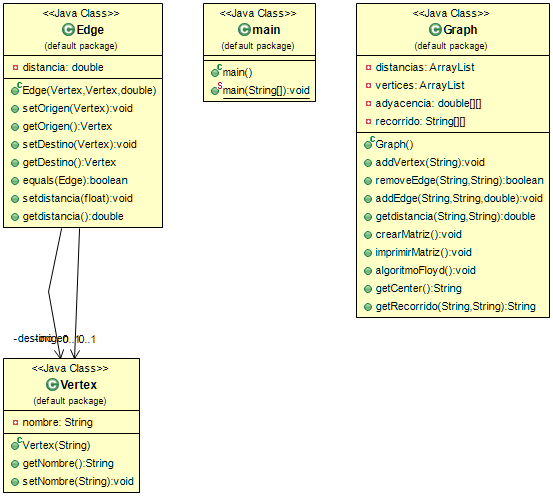 <<Java Class>>
Edge
(default package)
distancia: double
Edge(Vertex,Vertex,double)
setOrigen(Vertex):void
getOrigen():Vertex
setDestino(Vertex):void
getDestino():Vertex
equals(Edge):boolean
setdistancia(float):void
getdistancia():double
<<Java Class>>
main
(default package)
main()
main(String[]):void
<<Java Class>>
Graph
(default package)
distancias: ArrayList
vertices: ArrayList
adyacencia: double[][]
recorrido: String[][]
Graph()
addVertex(String):void
removeEdge(String,String):boolean
addEdge(String,String,double):void
getdistancia(String,String):double
crearMatriz():void
imprimirMatriz():void
algoritmoFloyd():void
getCenter():String
getRecorrido(String,String):String
0..1
<<Java Class>>
Vertex
(default package)
nombre: String
Vertex(String)
getNombre():String
setNombre(String):void